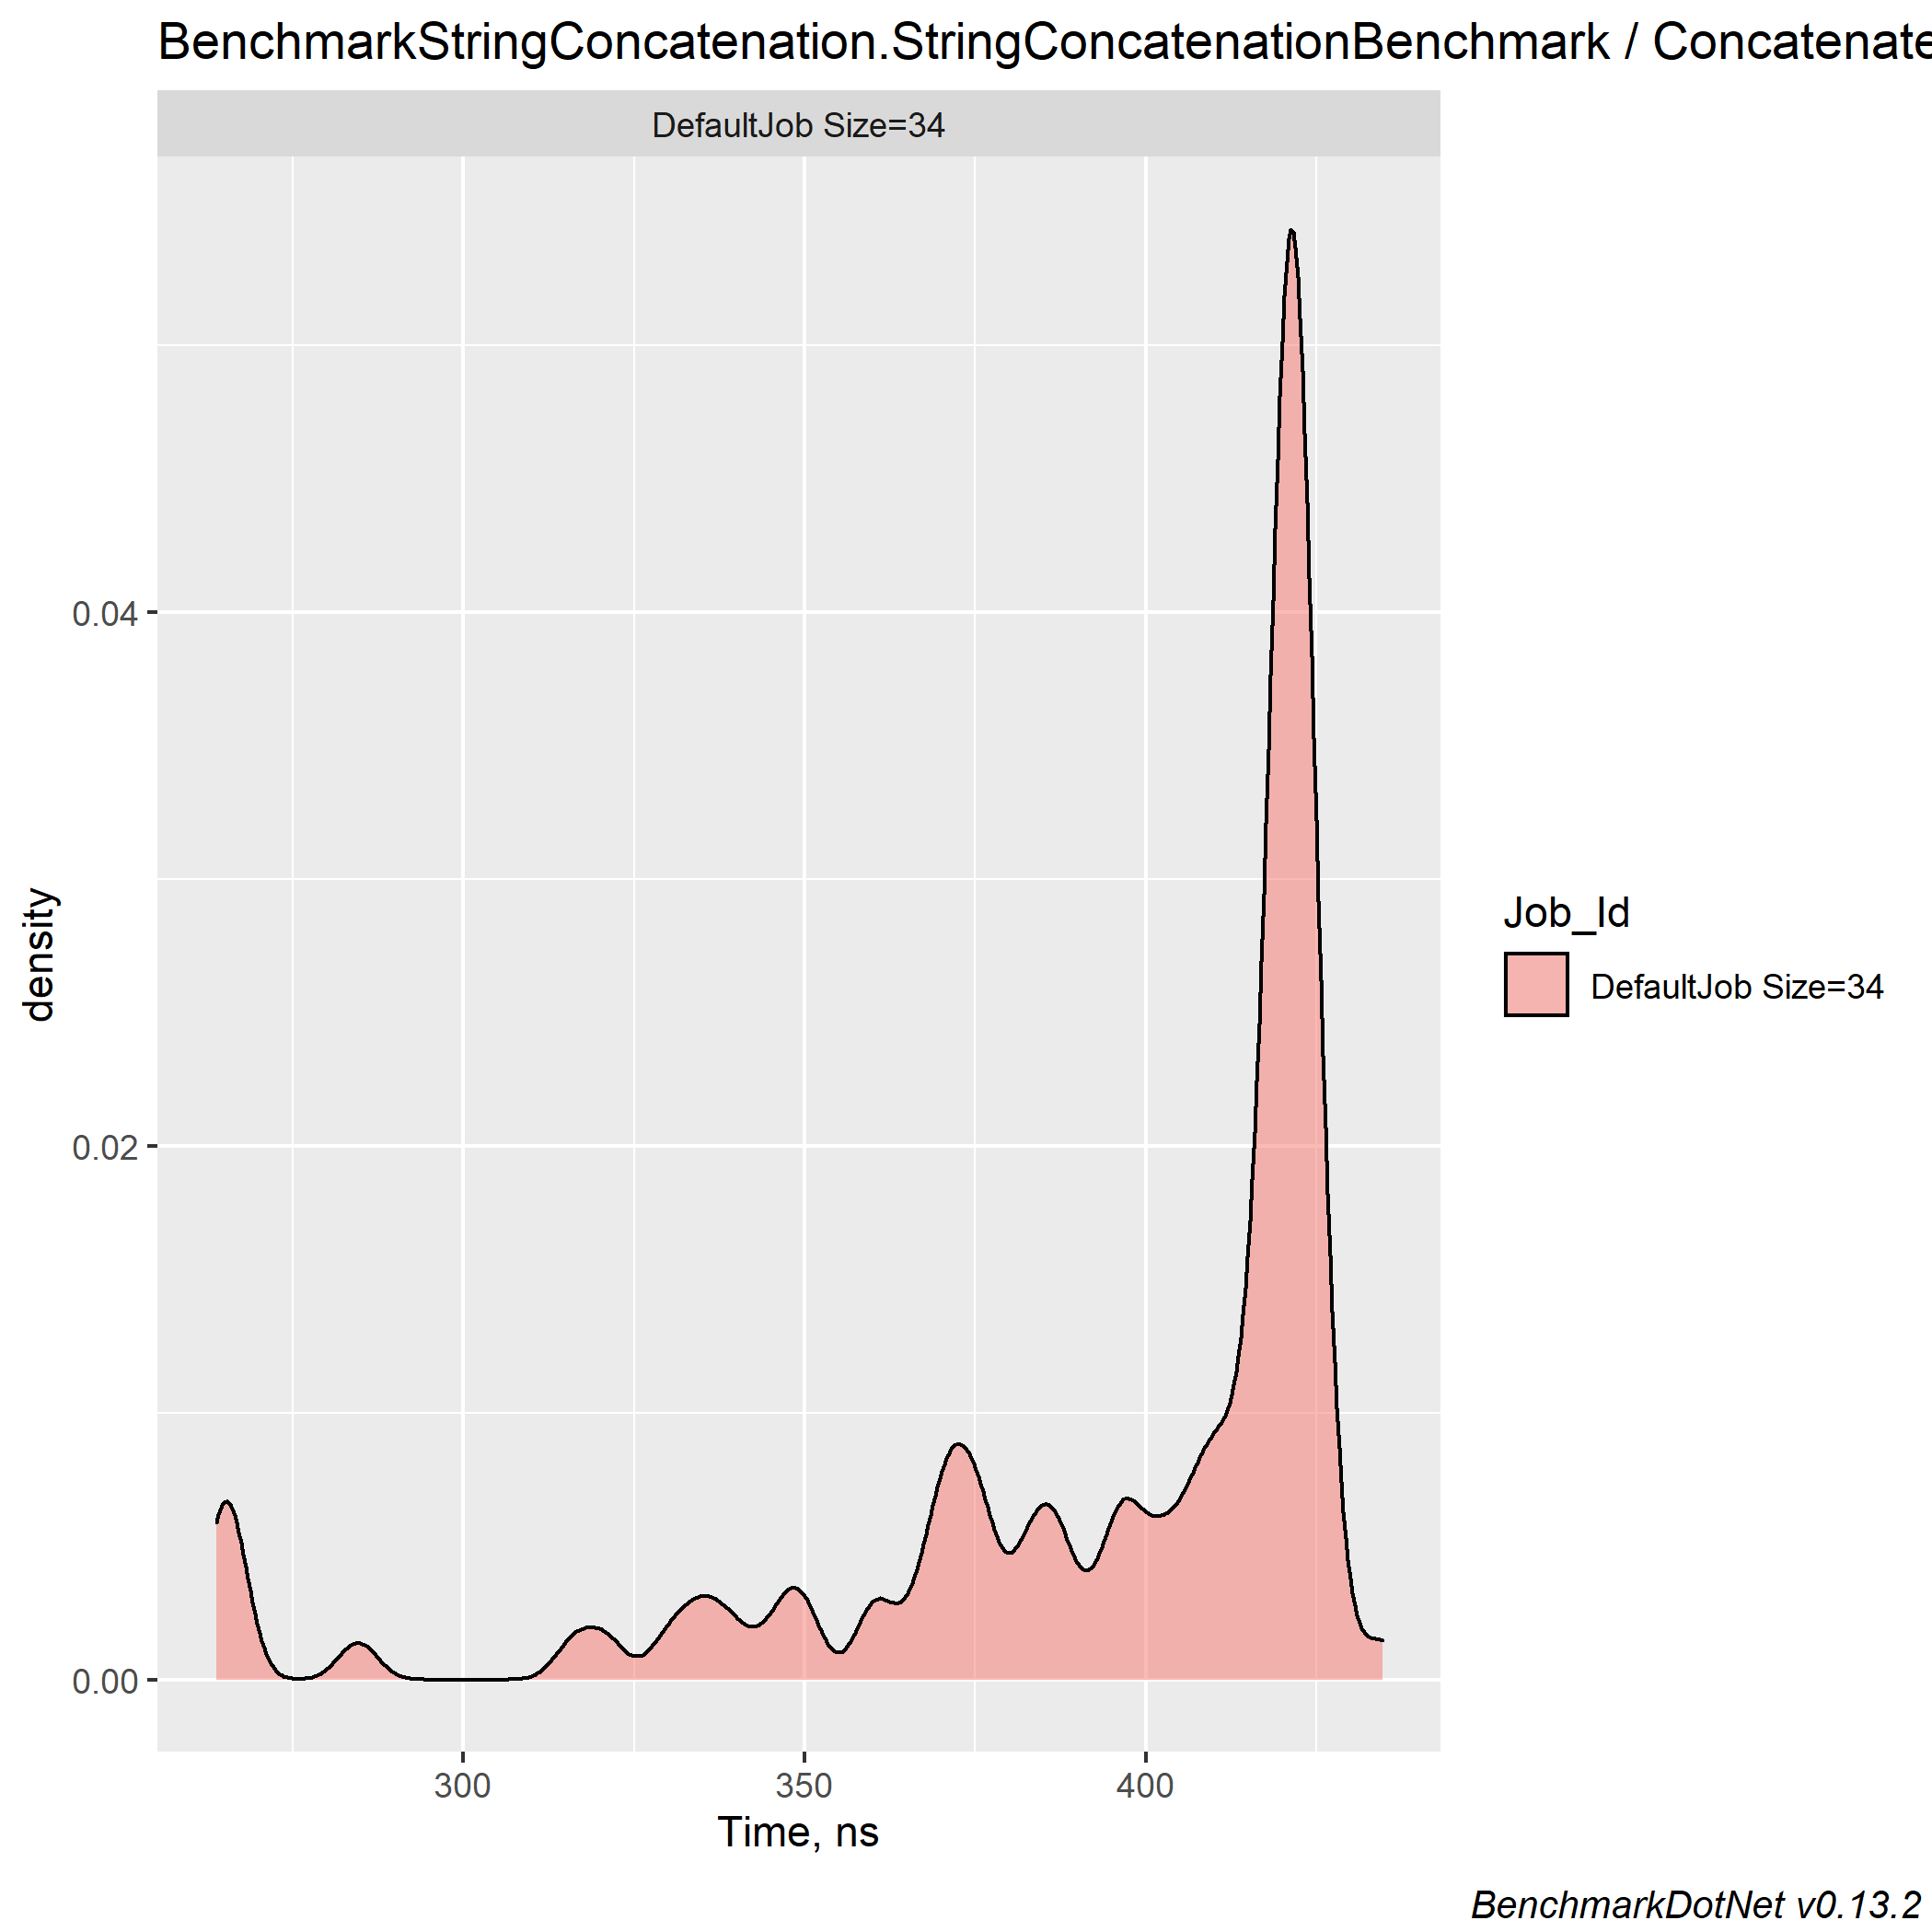 BenchmarkStringConcatenation.StringConcatenationBenchmark / Concatenate
DefaultJob Size=34
0.04
0.02
0.00
density
300 350 400
Time, ns
Job_Id
DefaultJob Size=34
BenchmarkDotNet v0.13.2